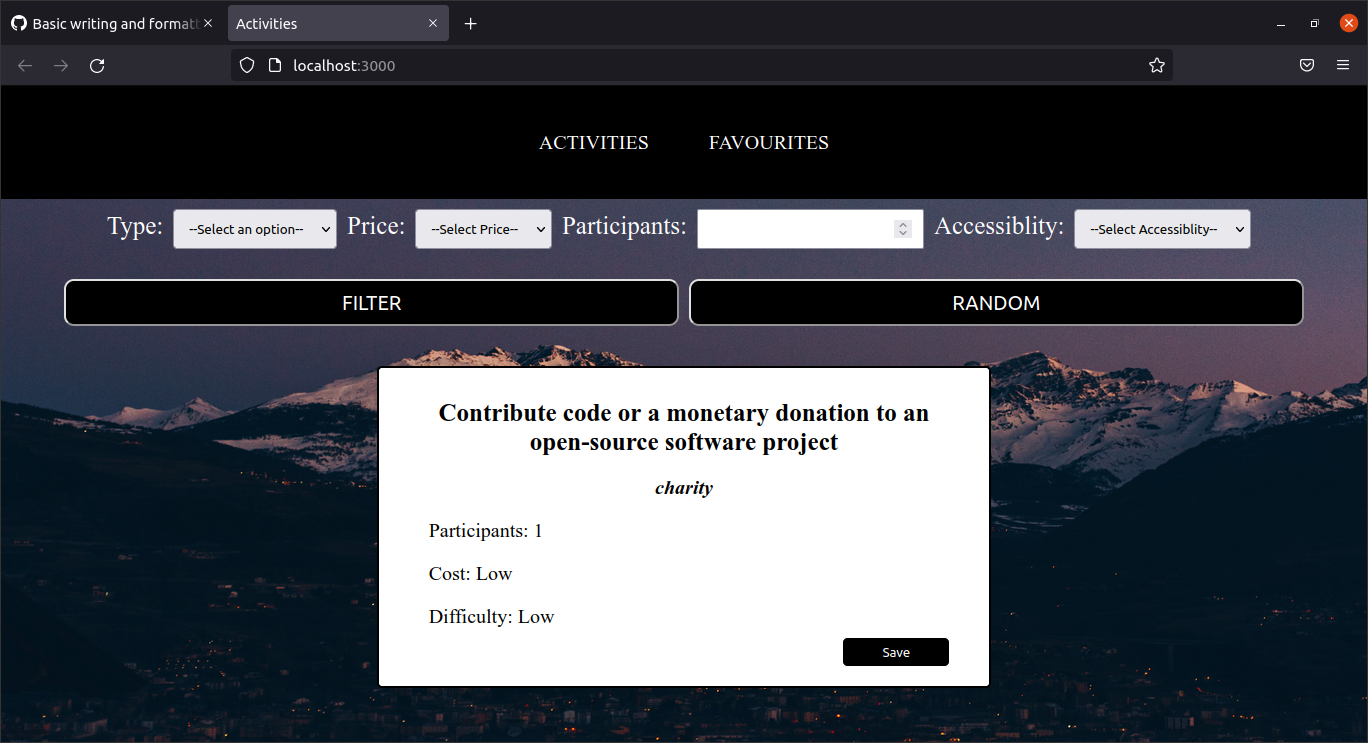 Basic writing and formatt
Activities
localhost:3000
ACTIVITIES FAVOURITES
Type: --Select an option-- Price: --Select Price-- Participants: Accessiblity: --Select Accessiblity--
FILTER RANDOM
Contribute code or a monetary donation to an
open-source software project
charity
Participants: 1
Cost: Low
Difficulty: Low
Save